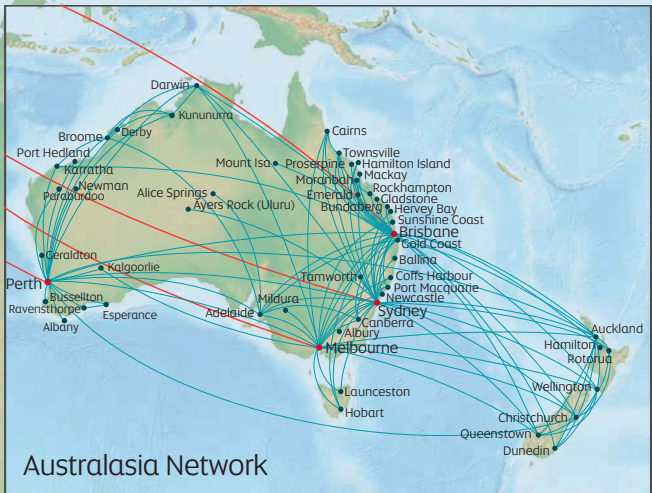 Darwin
Kununurra
Derby
Broome
Cairns
Port Hedland
Karratha
Townsville
Mount Isa
Proserpine
Hamilton Island
Moranbah
Mackay
Newman
Paraburdoo
Alice Springs
Emerald
Rockhampton
Gladstone
Ayers Rock (Uluru)
Bundaberg
Hervey Bay
Sunshine Coast
Brisbane
Gold Coast
Geraldton
Ballina
Kalgoorlie
Perth
Tamworth
Coffs Harbour
Port Macquarie
Busselton
Mildura
Newcastle
Ravensthorpe
Esperance
Adelaide
Sydney
Albany
Canberra
Albury
Auckland
Melbourne
Hamilton
Rotorua
Launceston
Wellington
Hobart
Christchurch
Queenstown
Dunedin
Australasia Network